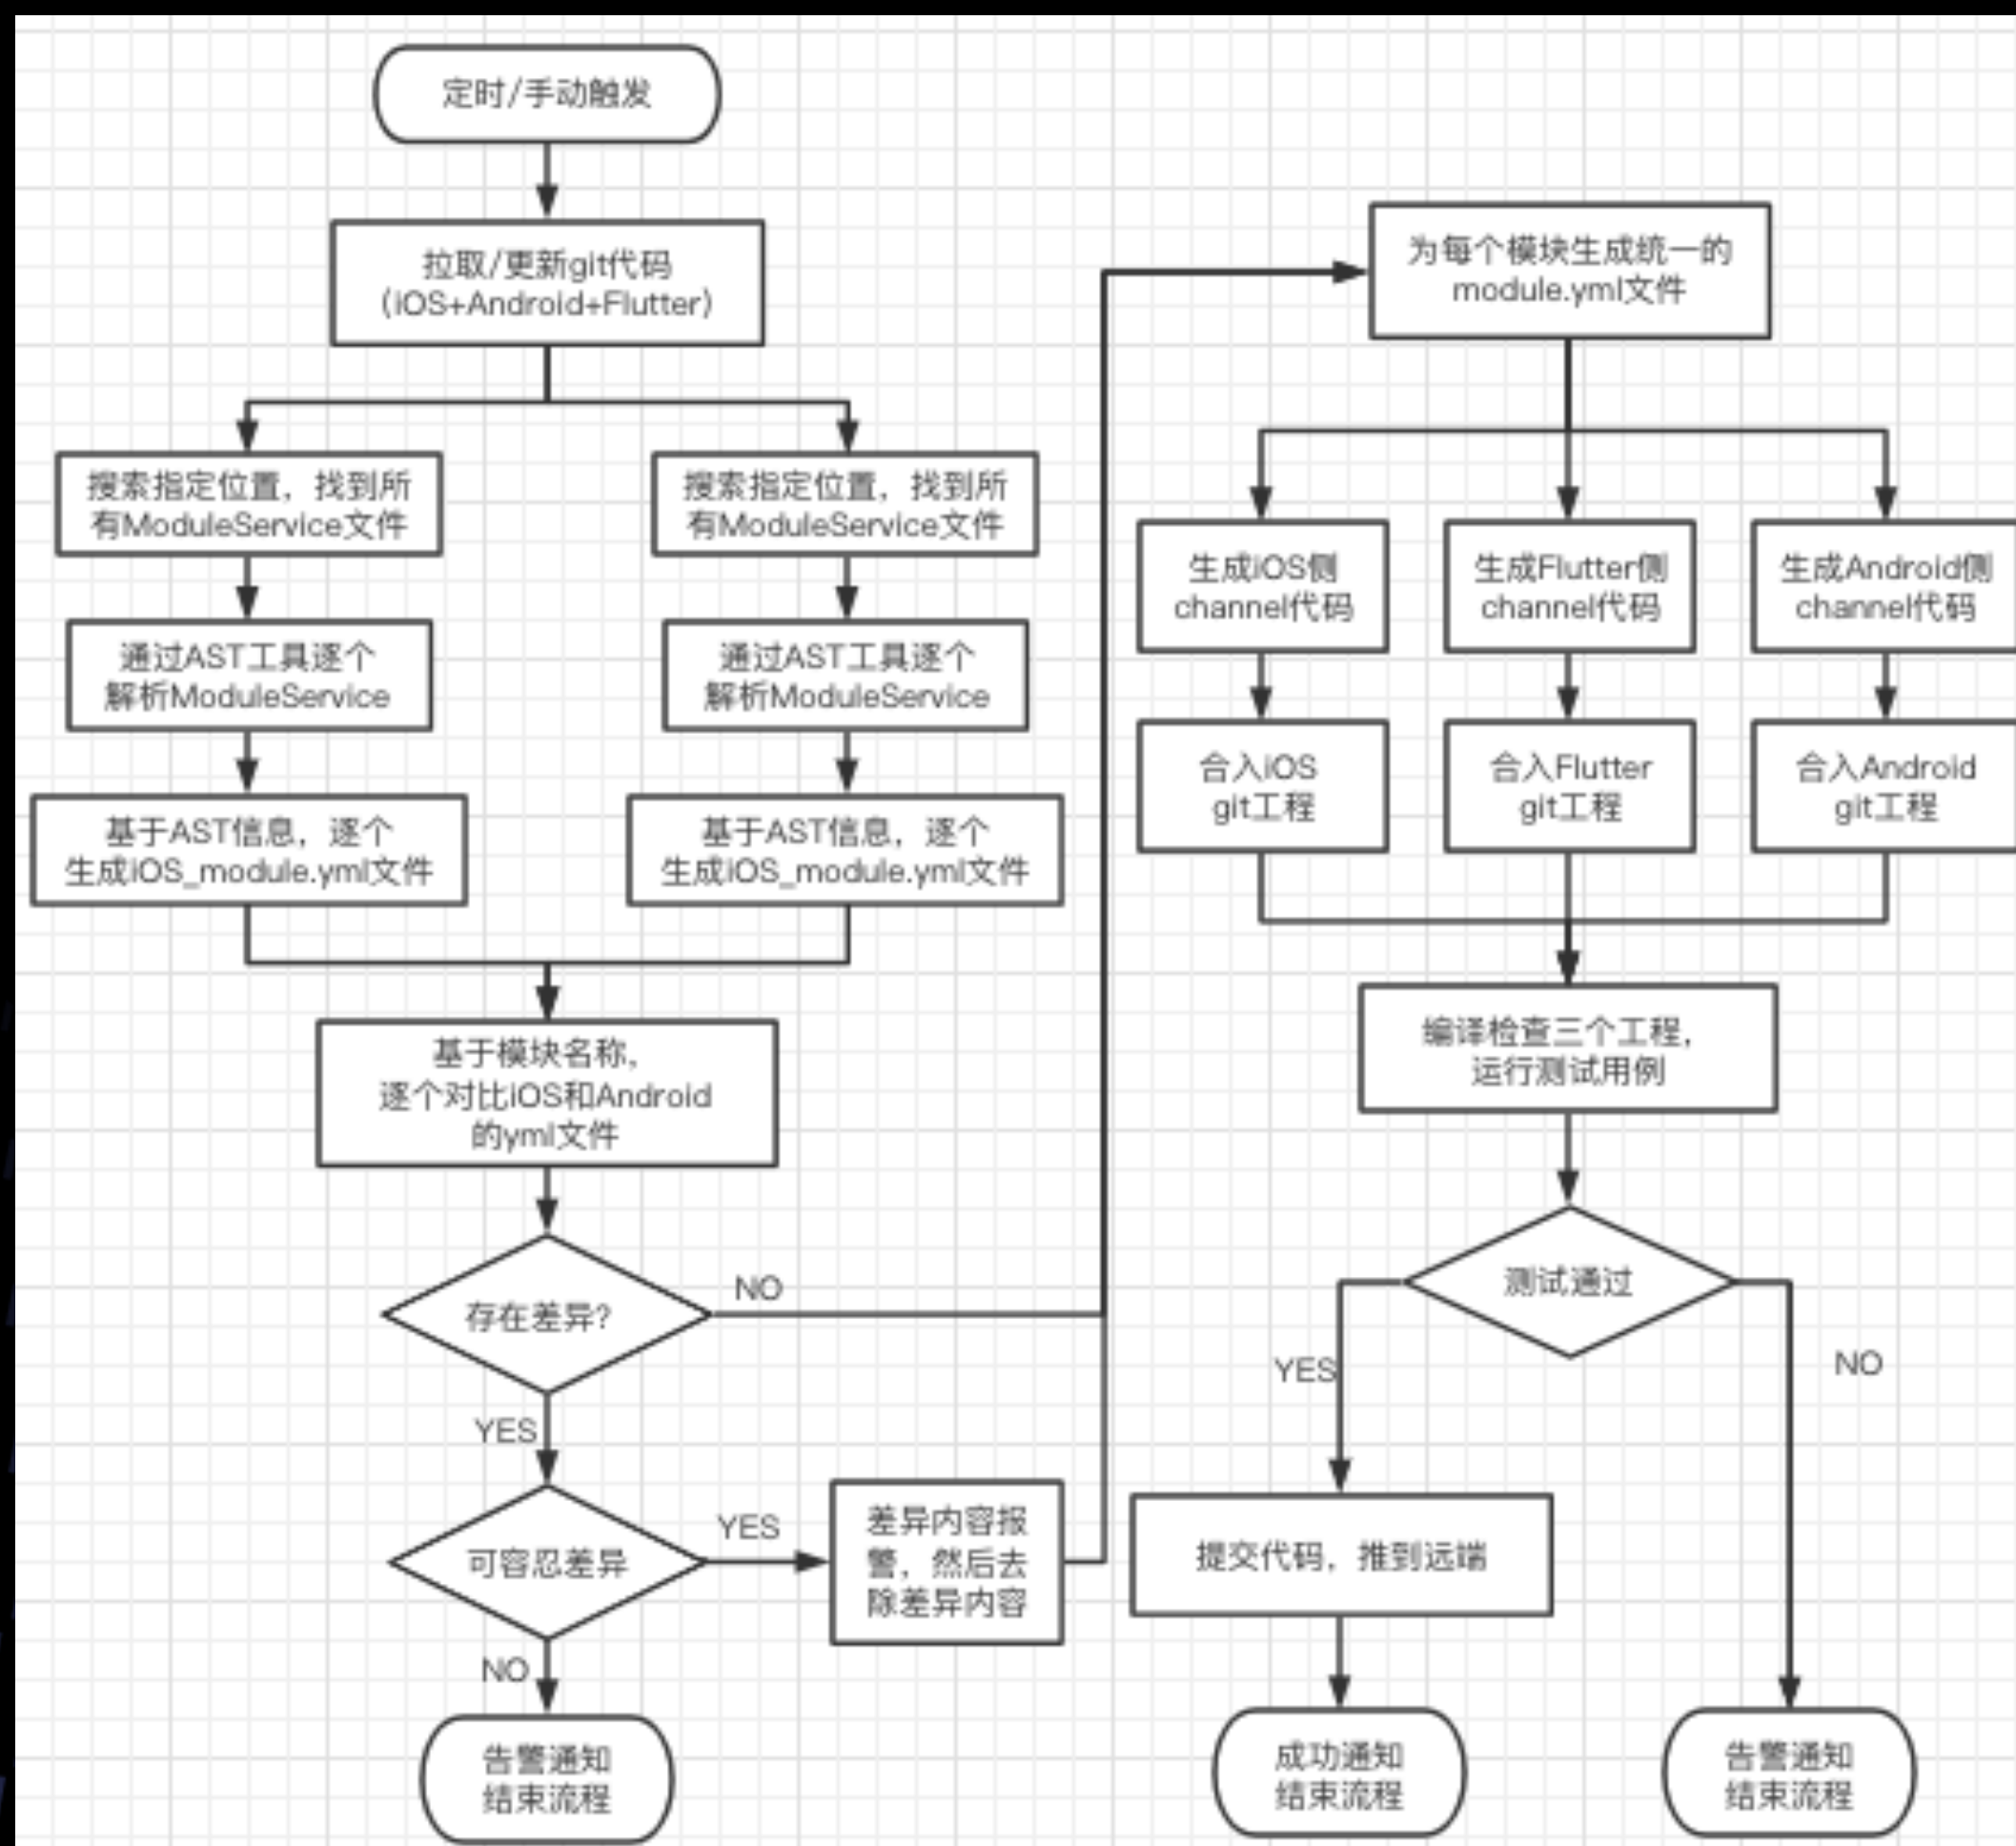 定时/手动触发
拉取/更新git代码
(iOS+Android+Flutter)
搜索指定位置，找到所
有ModuleService文件
搜索指定位置，找到所
有ModuleService文件
通过AST工具逐个
解析ModuleService
通过AST工具逐个
解析ModuleService
基于AST信息，逐个
生成iOS_module.yml文件
基于AST信息，逐个
生成iOS_module.yml文件
基于模块名称，
逐个对比iOS和Android
的yml文件
存在差异?
NO
YES
可容忍差异
YES
差异内容报
警，然后去
除差异内容
NO
告警通知
结束流程
为每个模块生成统一的
module.yml文件
生成iOS侧
channel代码
生成Flutter侧
channel代码
生成Android侧
channel代码
合入iOS
git工程
合入Flutter
git工程
合入Android
git工程
编译检查三个工程，
运行测试用例
测试通过
YES
NO
提交代码，推到远端
成功通知
结束流程
告警通知
结束流程